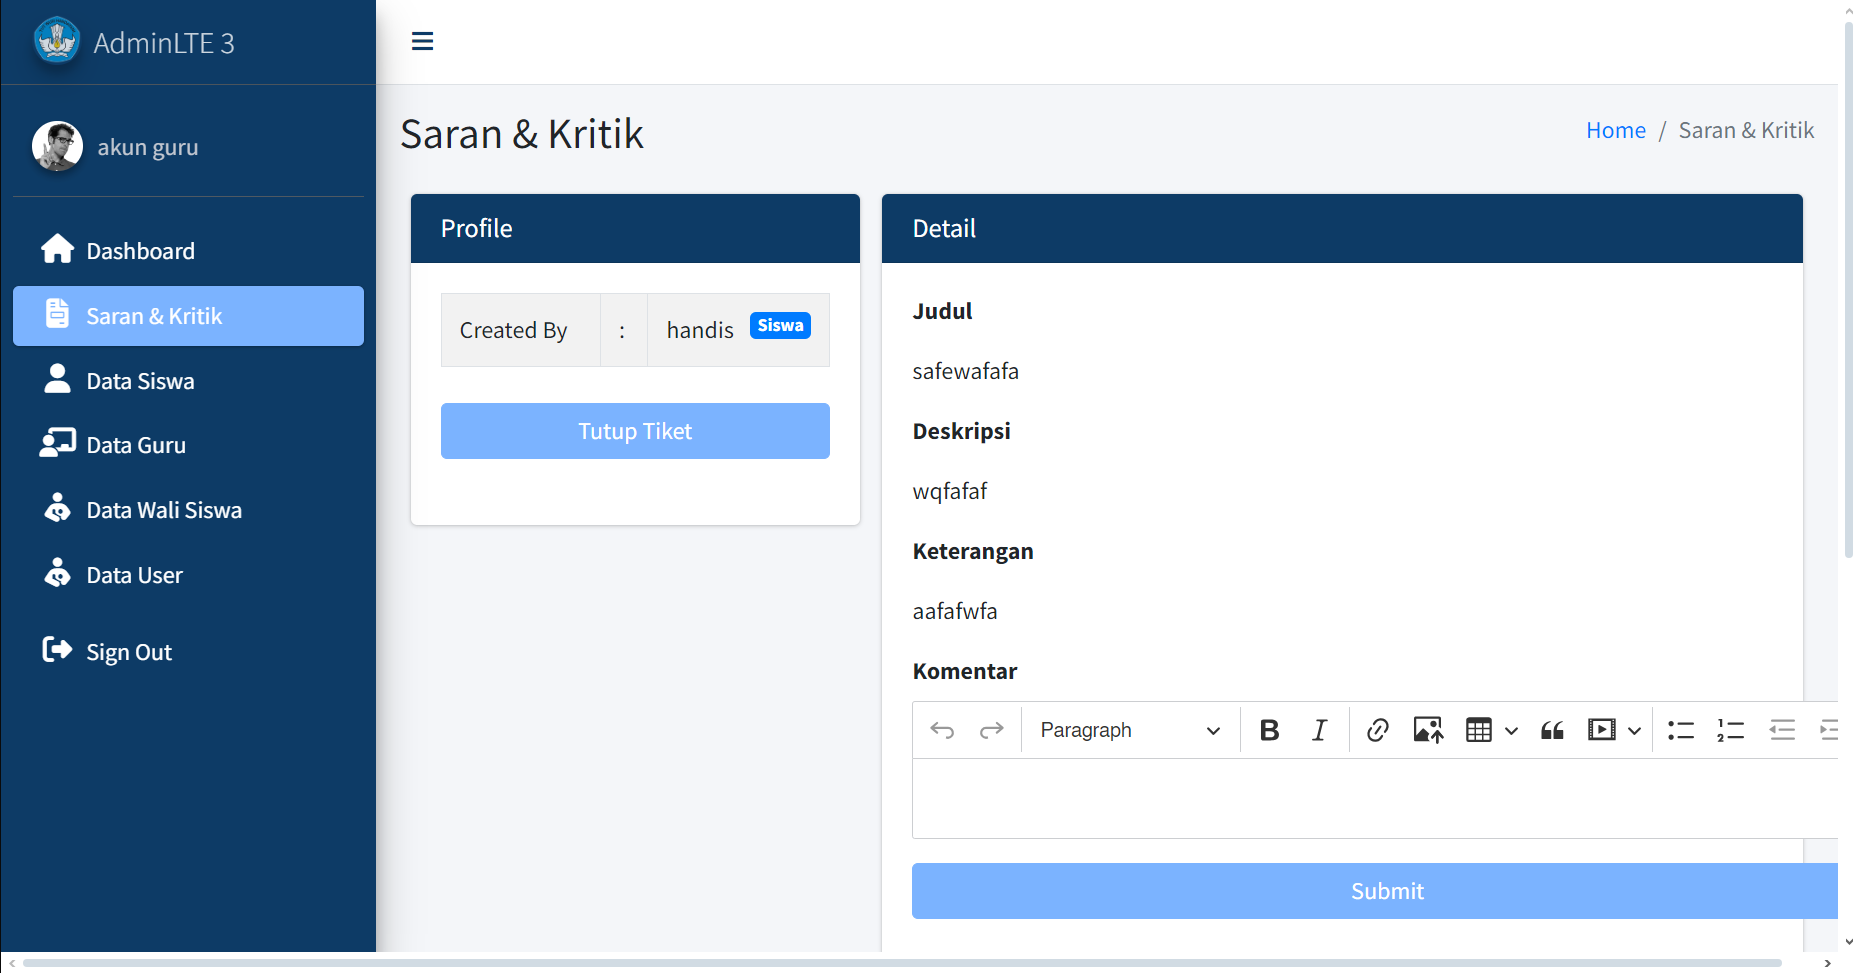 AdminLTE 3
akun guru
Dashboard
Saran & Kritik
Data Siswa
Data Guru
Data Wali Siswa
Data User
Sign Out
Saran & Kritik
Home / Saran & Kritik
Profile
Created By : handis Siswa
Tutup Tiket
Detail
Judul
safewafafa
Deskripsi
wqfafaf
Keterangan
aafafwfa
Komentar
Paragraph
Submit